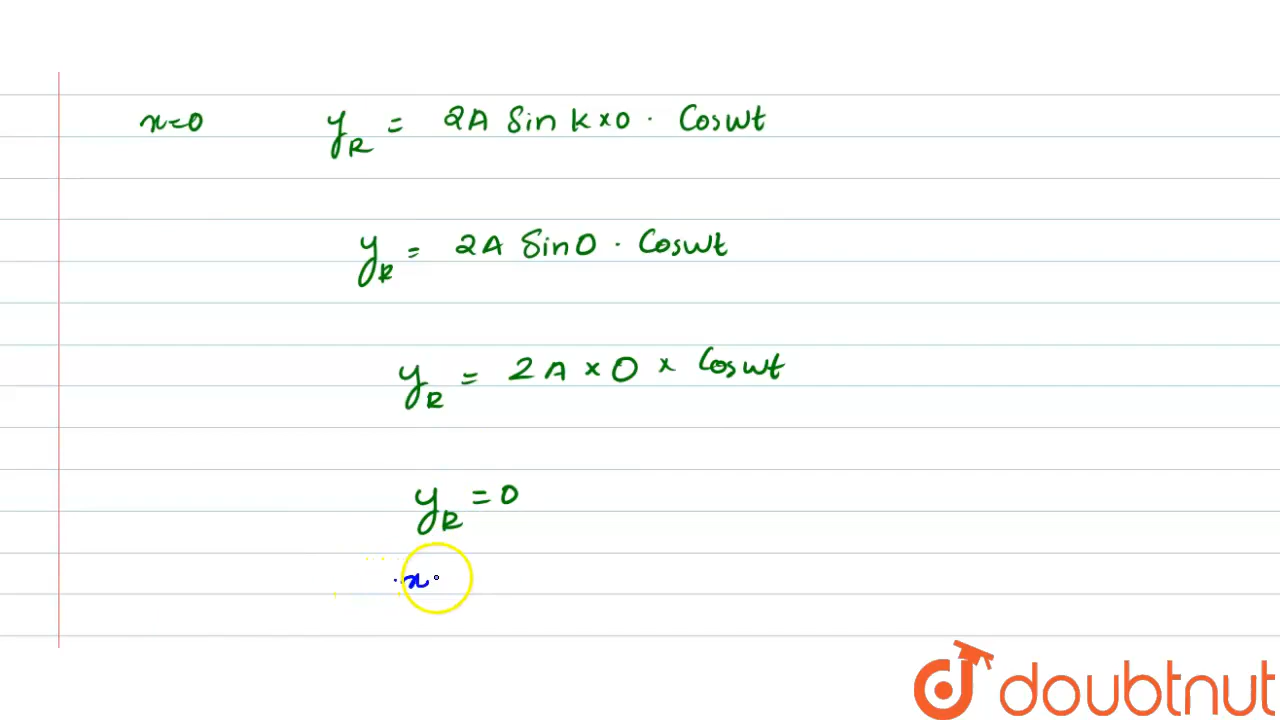 x=0 y_R = 2A Sin K×0 · Coswt
y_R = 2A Sin0 · Coswt
y_R = 2A × 0 × Coswt
y_R = 0
x
doubtnut